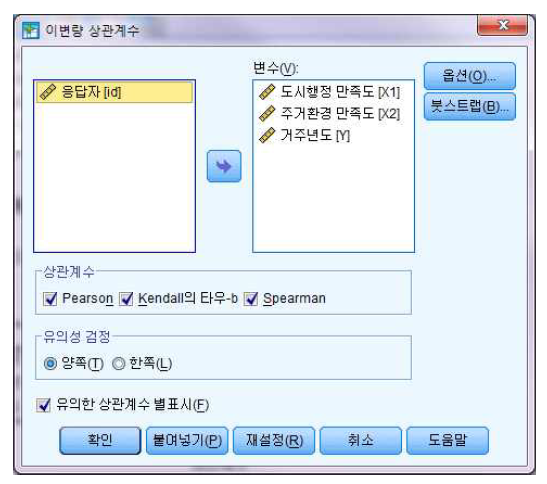 이변량 상관계수
응답자 [id]
변수(V):
도시행정 만족도 [X1]
주거환경 만족도 [X2]
거주년도 [Y]
옵션(O)...
붓스트랩(B)...
상관계수
Pearson Kendall의 타우-b Spearman
유의성 검정
양쪽(T) 한쪽(L)
유의한 상관계수 별표시(F)
확인 붙여넣기(P) 재설정(R) 취소 도움말